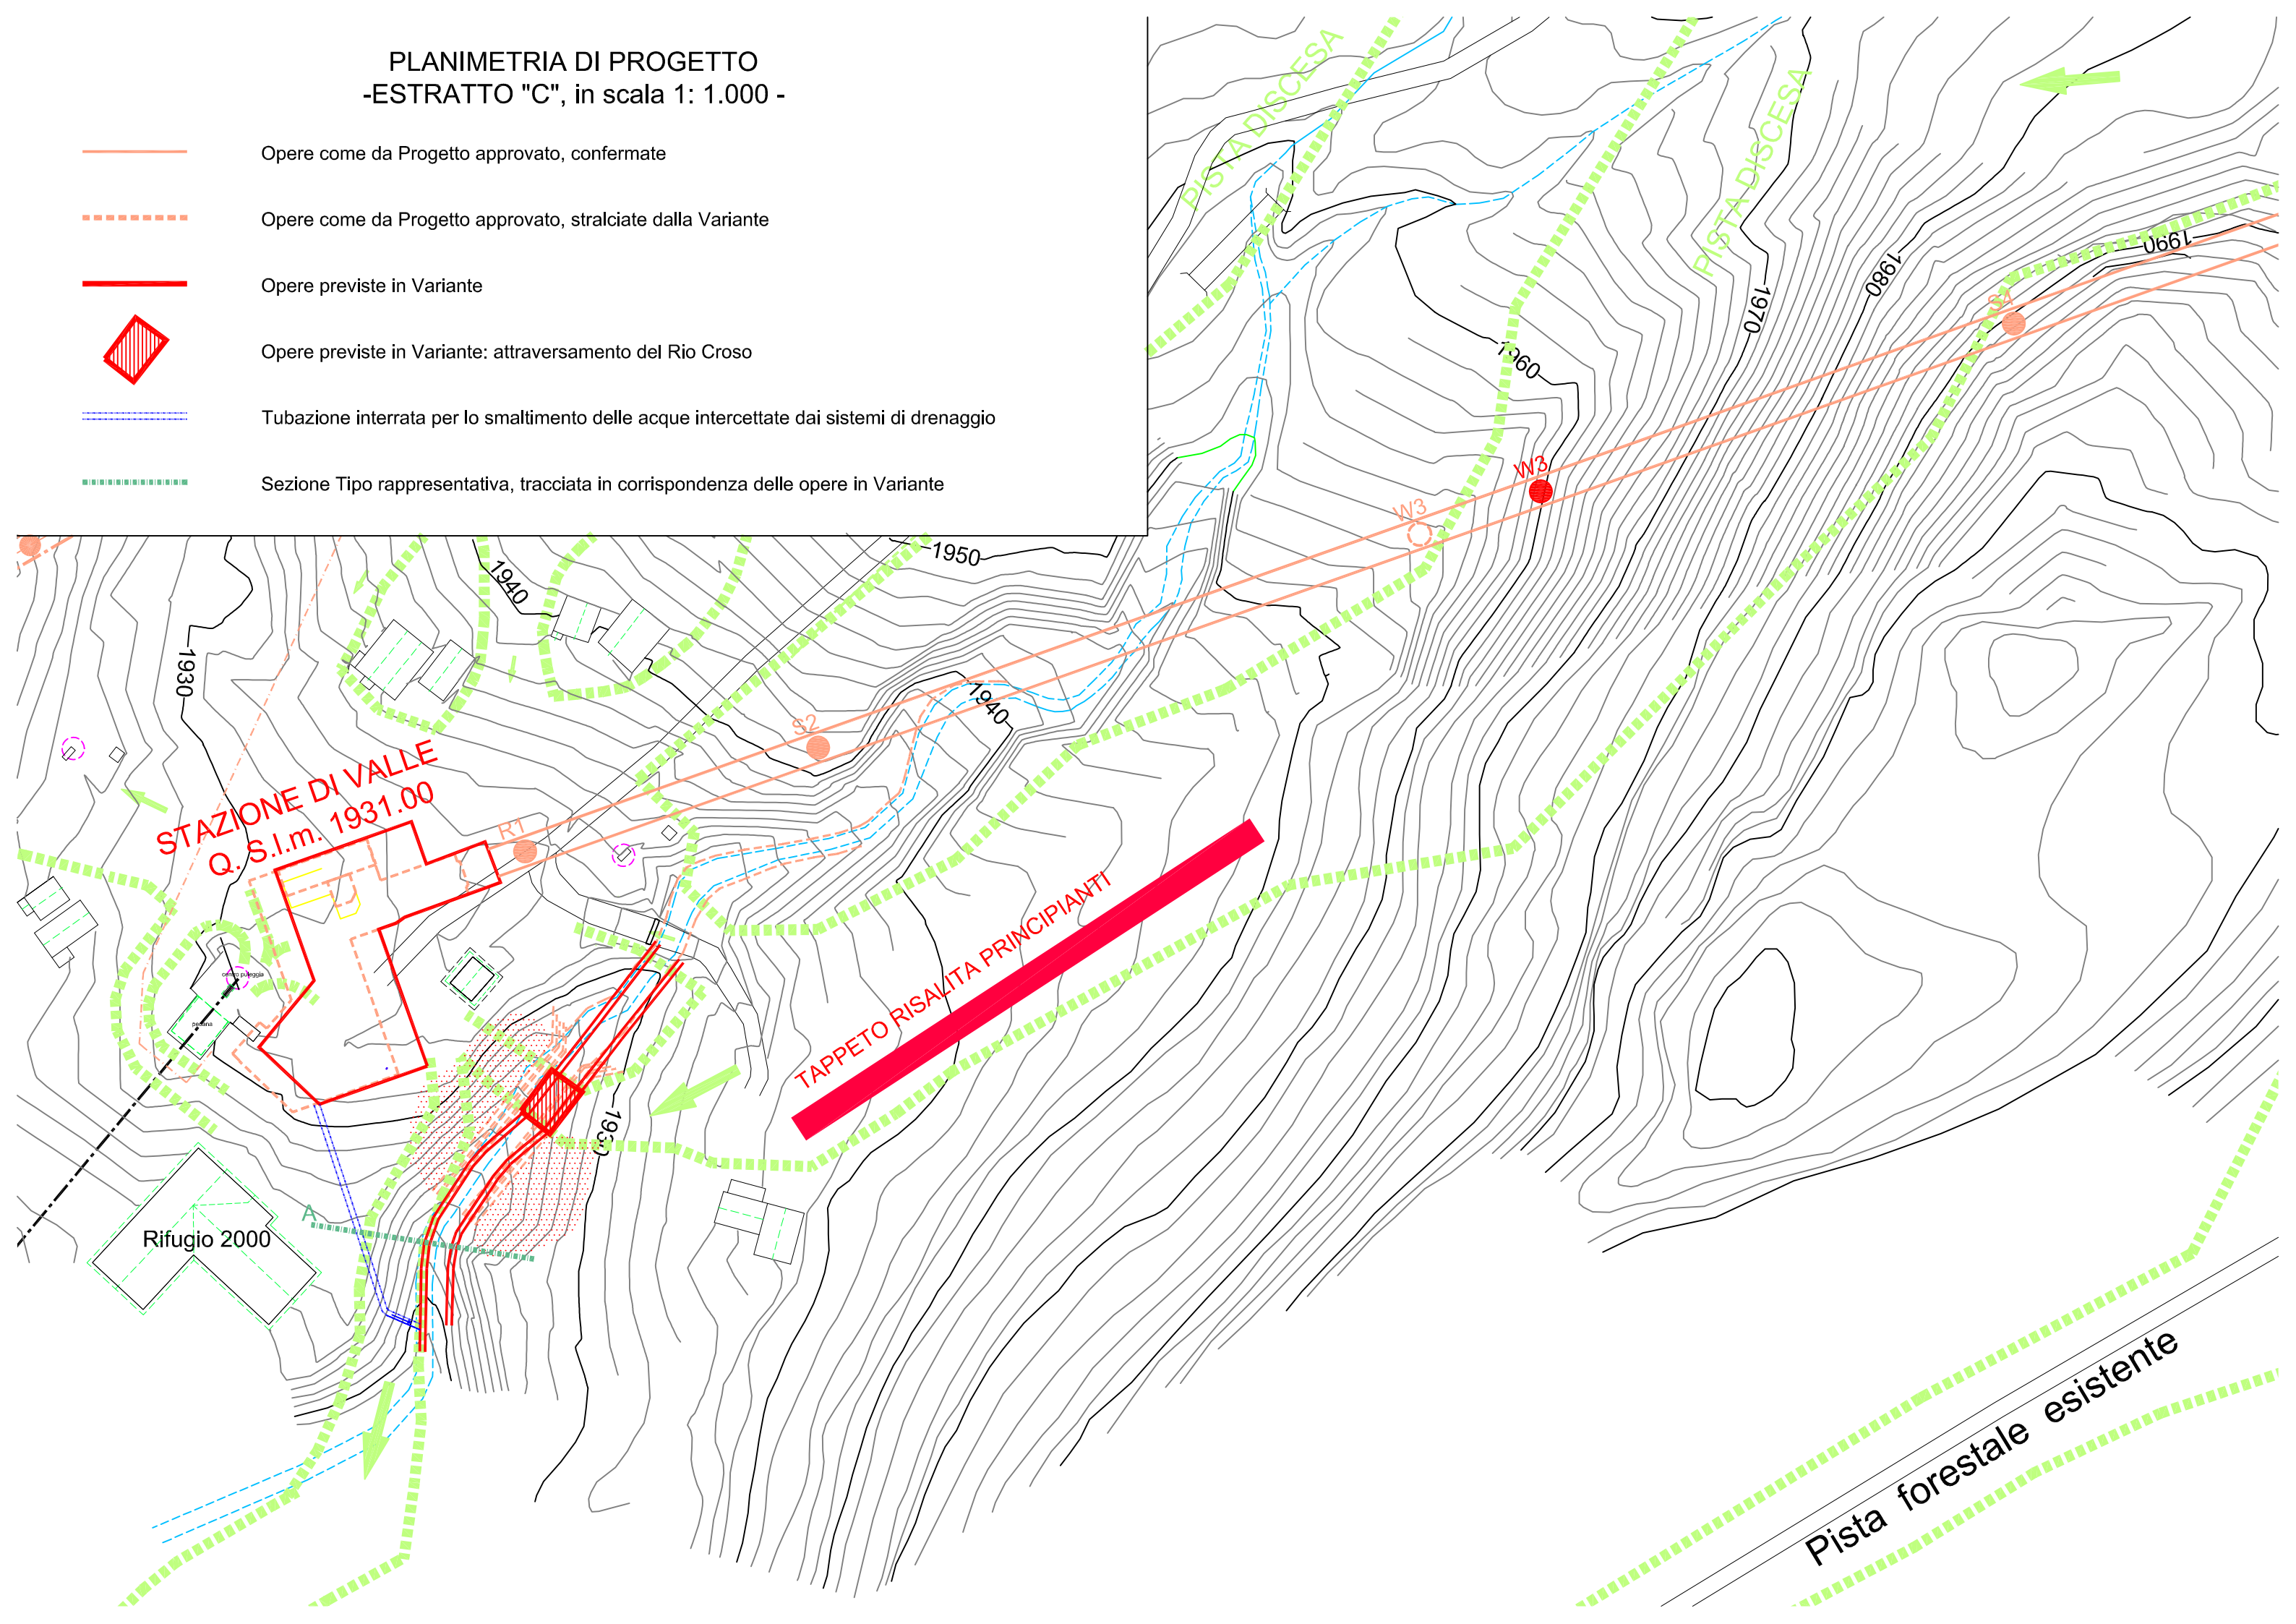 PLANIMETRIA DI PROGETTO
-ESTRATTO "C", in scala 1: 1.000 -
Opere come da Progetto approvato, confermate
Opere come da Progetto approvato, stralciate dalla Variante
Opere previste in Variante
Opere previste in Variante: attraversamento del Rio Croso
Tubazione interrata per lo smaltimento delle acque intercettate dai sistemi di drenaggio
Sezione Tipo rappresentativa, tracciata in corrispondenza delle opere in Variante
PISTA DISCESA
PISTA DISCESA
1990
1980
1970
1960
S4
W3
W3
1950
1940
1930
1940
S2
R1
STAZIONE DI VALLE
Q. S.l.m. 1931.00
centro puleggia
pedana
TAPPETO RISALITA PRINCIPIANTI
1930
A
Rifugio 2000
Pista forestale esistente